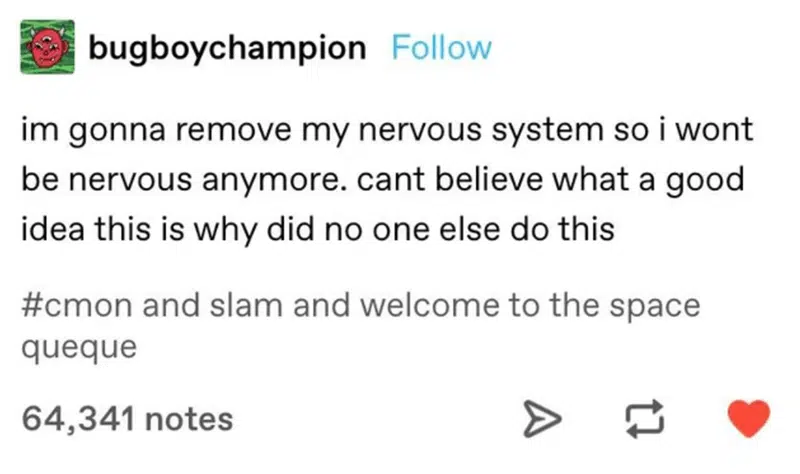 bugboychampion Follow
im gonna remove my nervous system so i wont
be nervous anymore. cant believe what a good
idea this is why did no one else do this
#cmon and slam and welcome to the space
queque
64,341 notes